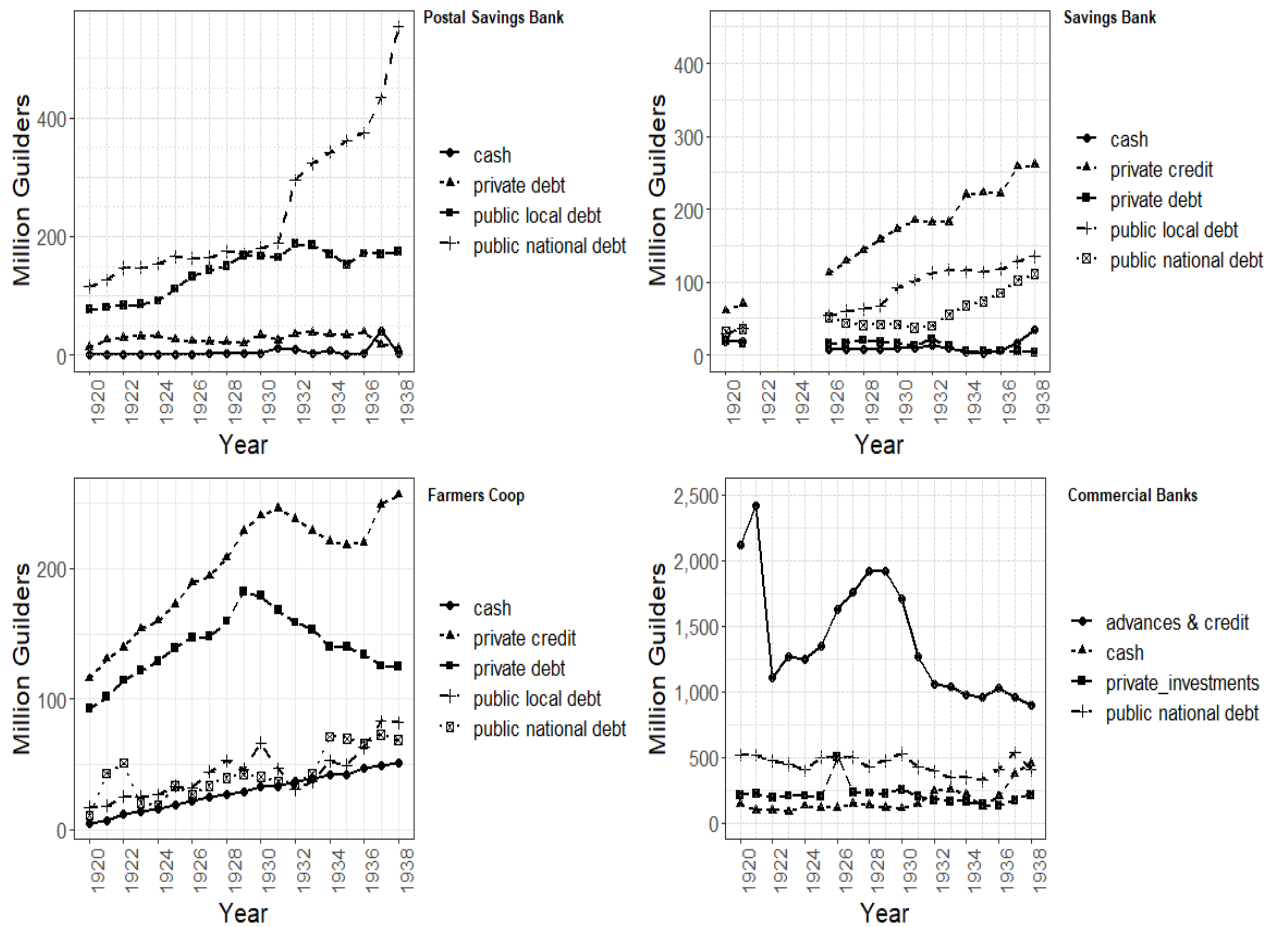 Postal Savings Bank
Million Guilders
400
200
0
1920 1922 1924 1926 1928 1930 1932 1934 1936 1938
Year
cash
private debt
public local debt
public national debt
Savings Bank
Million Guilders
400
300
200
100
0
1920 1922 1924 1926 1928 1930 1932 1934 1936 1938
Year
cash
private credit
private debt
public local debt
public national debt
Farmers Coop
Million Guilders
200
100
0
1920 1922 1924 1926 1928 1930 1932 1934 1936 1938
Year
cash
private credit
private debt
public local debt
public national debt
Commercial Banks
Million Guilders
2,500
2,000
1,500
1,000
500
0
1920 1922 1924 1926 1928 1930 1932 1934 1936 1938
Year
advances & credit
cash
private_investments
public national debt